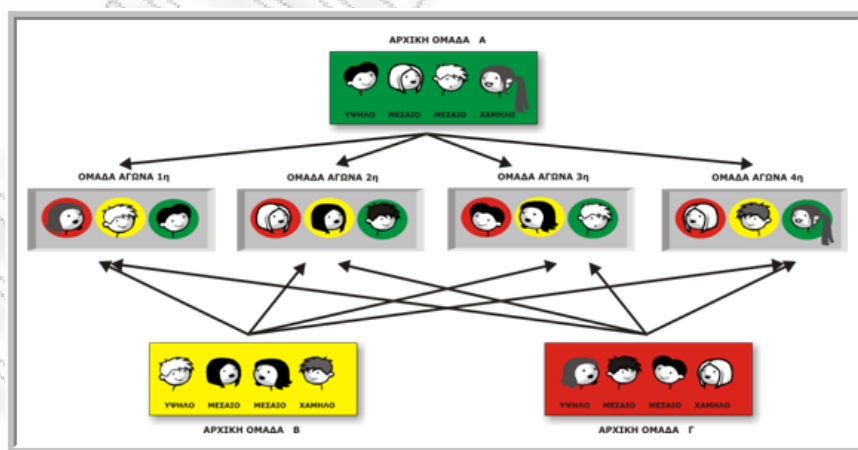 ΑΡΧΙΚΗ ΟΜΑΔΑ Α
ΥΨΗΛΟ ΜΕΣΑΙΟ ΜΕΣΑΙΟ ΧΑΜΗΛΟ
ΟΜΑΔΑ ΑΓΩΝΑ 1η ΟΜΑΔΑ ΑΓΩΝΑ 2η ΟΜΑΔΑ ΑΓΩΝΑ 3η ΟΜΑΔΑ ΑΓΩΝΑ 4η
ΥΨΗΛΟ ΜΕΣΑΙΟ ΜΕΣΑΙΟ ΧΑΜΗΛΟ
ΑΡΧΙΚΗ ΟΜΑΔΑ Β
ΥΨΗΛΟ ΜΕΣΑΙΟ ΜΕΣΑΙΟ ΧΑΜΗΛΟ
ΑΡΧΙΚΗ ΟΜΑΔΑ Γ